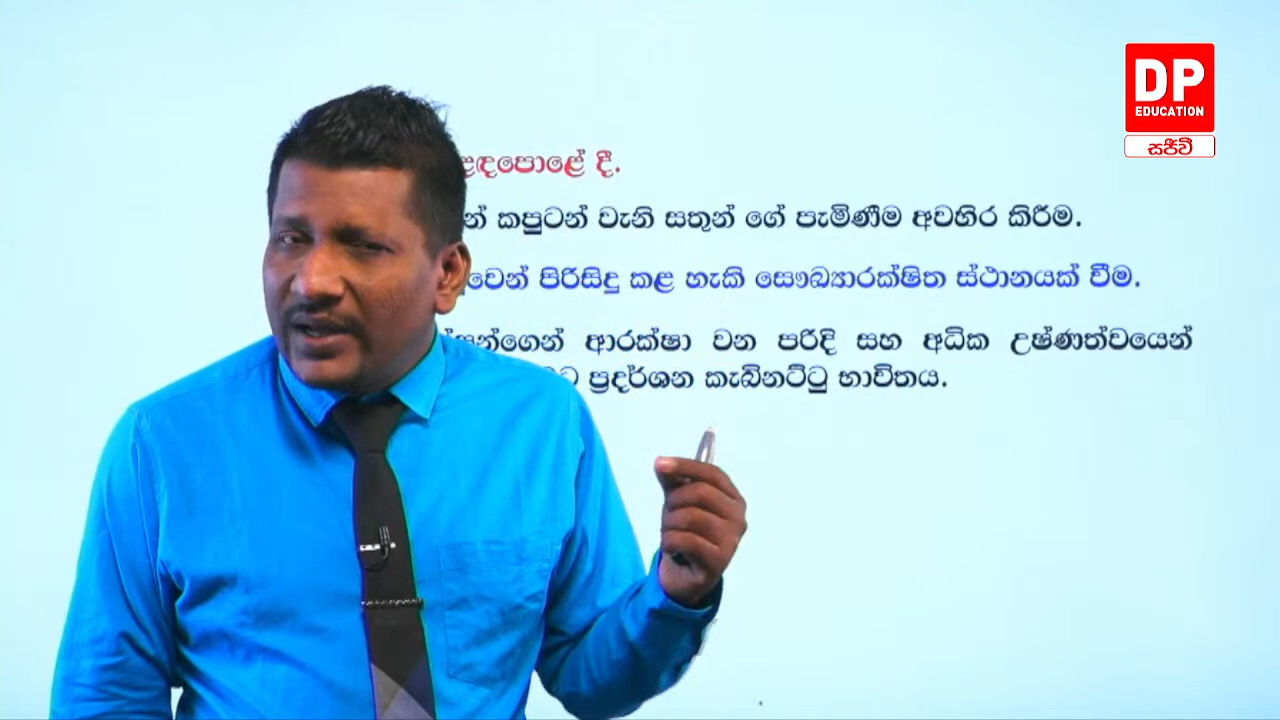 DP
EDUCATION
සජීවී
දී.
කපුටන් වැනි සතුන් ගේ පැමිණීම අවහිර කිරීම.
පිරිසිදු කළ හැකි සෞඛ්‍යාරක්ෂිත ස්ථානයක් වීම.
ආරක්ෂා වන පරිදි සහ අධික උෂ්ණත්වයෙන්
ප්‍රදර්ශන කැබිනට්ටු භාවිතය.